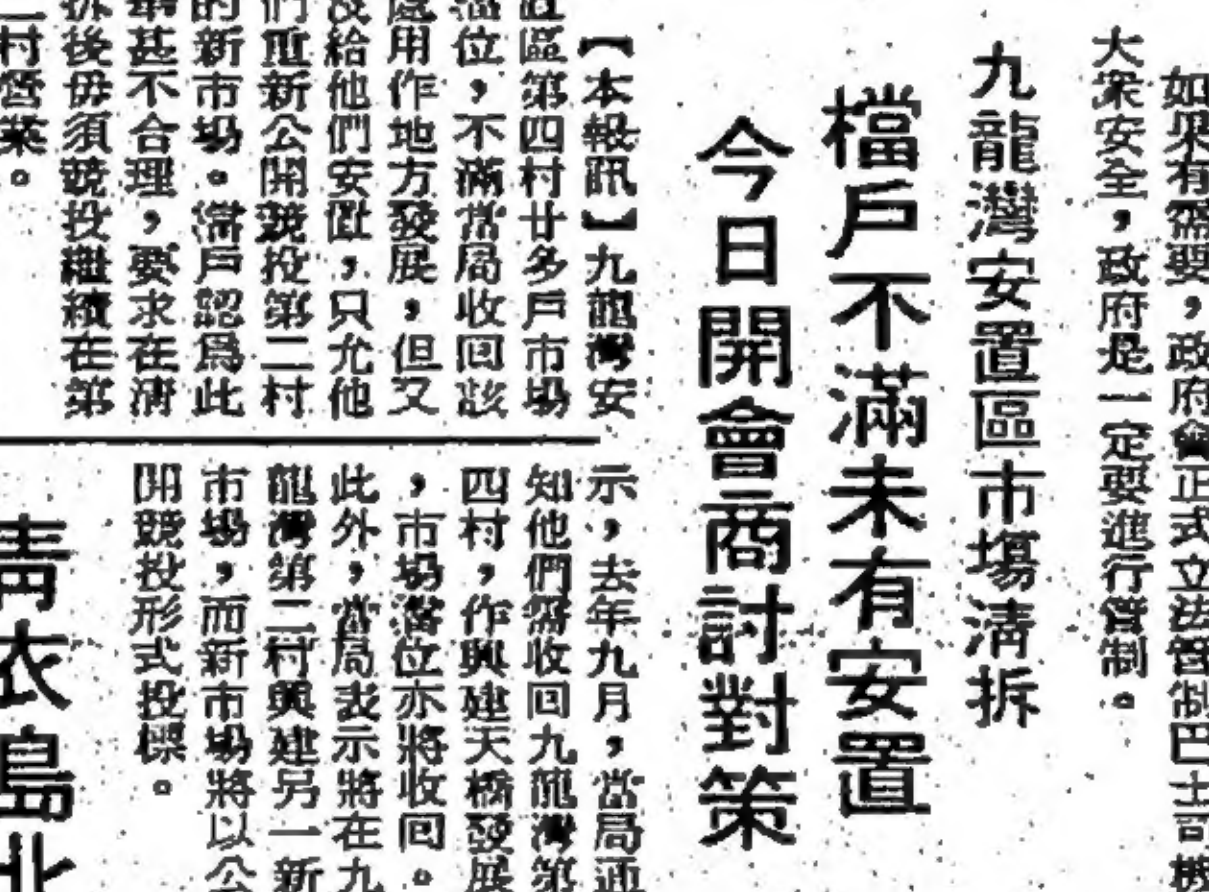 如果有需要，政府會正式立法管制巴士司機
大衆安全，政府是一定要進行管制。
九龍灣安置區市場清拆
檔戶不滿未有安置
今日開會商討對策
【本報訊】九龍灣安
置區第四村廿多戶市場
檔位，不滿當局收回該
處用作地方發展，但又
沒給他們安置，只允他
們重新公開競投第二村
的新市場。檔戶認爲此
舉甚不合理，要求在清
拆後毋須競投繼續在第
二村營業。
示，去年九月，當局通
知他們需收回九龍灣第
四村，作興建天橋發展
，市場檔位亦將收回。
此外，當局表示將在九
龍灣第二村興建另一新
市場，而新市場將以公
開競投形式投標。
青衣島北